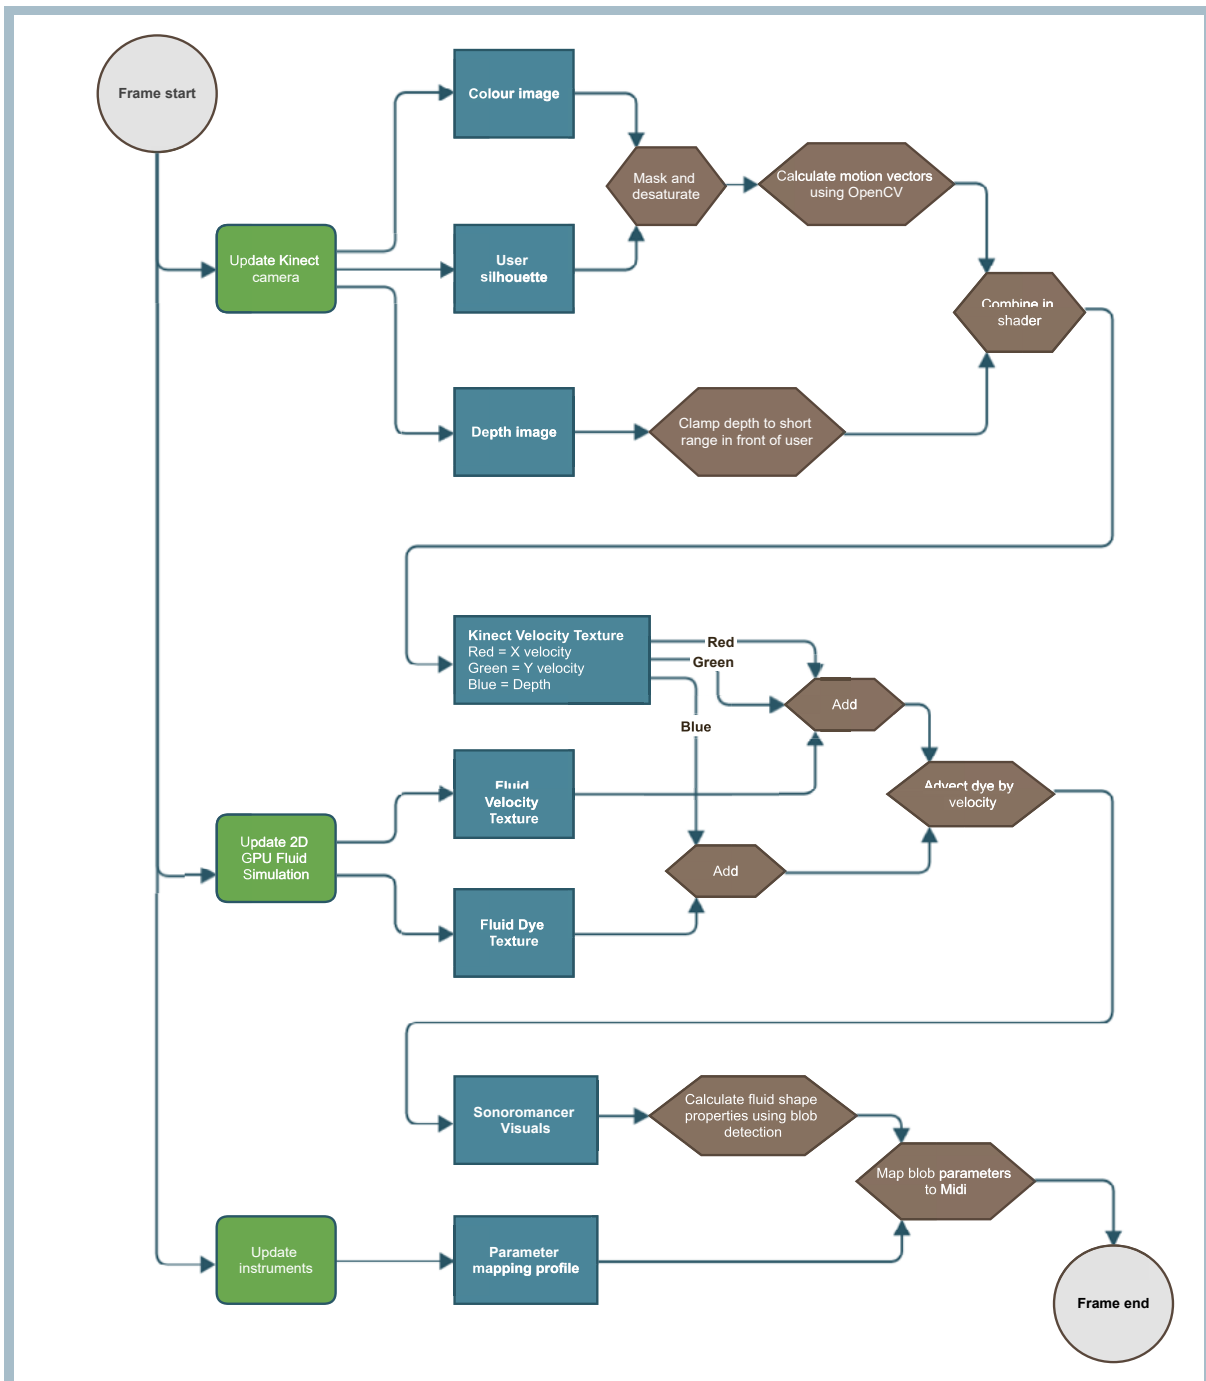 Frame start
Colour image
Mask and
desaturate
Calculate motion vectors
using OpenCV
Update Kinect
camera
User
silhouette
Combine in
shader
Depth image
Clamp depth to short
range in front of user
Kinect Velocity Texture
Red = X velocity
Green = Y velocity
Blue = Depth
Red
Green
Blue
Add
Fluid
Velocity
Texture
Advect dye by
velocity
Update 2D
GPU Fluid
Simulation
Add
Fluid Dye
Texture
Sonoromancer
Visuals
Calculate fluid shape
properties using blob
detection
Map blob parameters
to Midi
Update
instruments
Parameter
mapping profile
Frame end